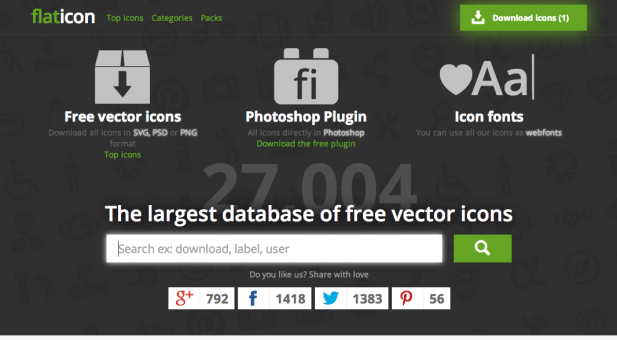 flaticon Top icons Categories Packs Download icons (1)
fi
Aa
Free vector icons
Download all icons in SVG, PSD or PNG
format
Top icons
Photoshop Plugin
All icons directly in Photoshop
Download the free plugin
Icon fonts
You can use all our icons as webfonts
27.004
The largest database of free vector icons
Search ex: download, label, user
Do you like us? Share with love
g+ 792 f 1418 1383 56